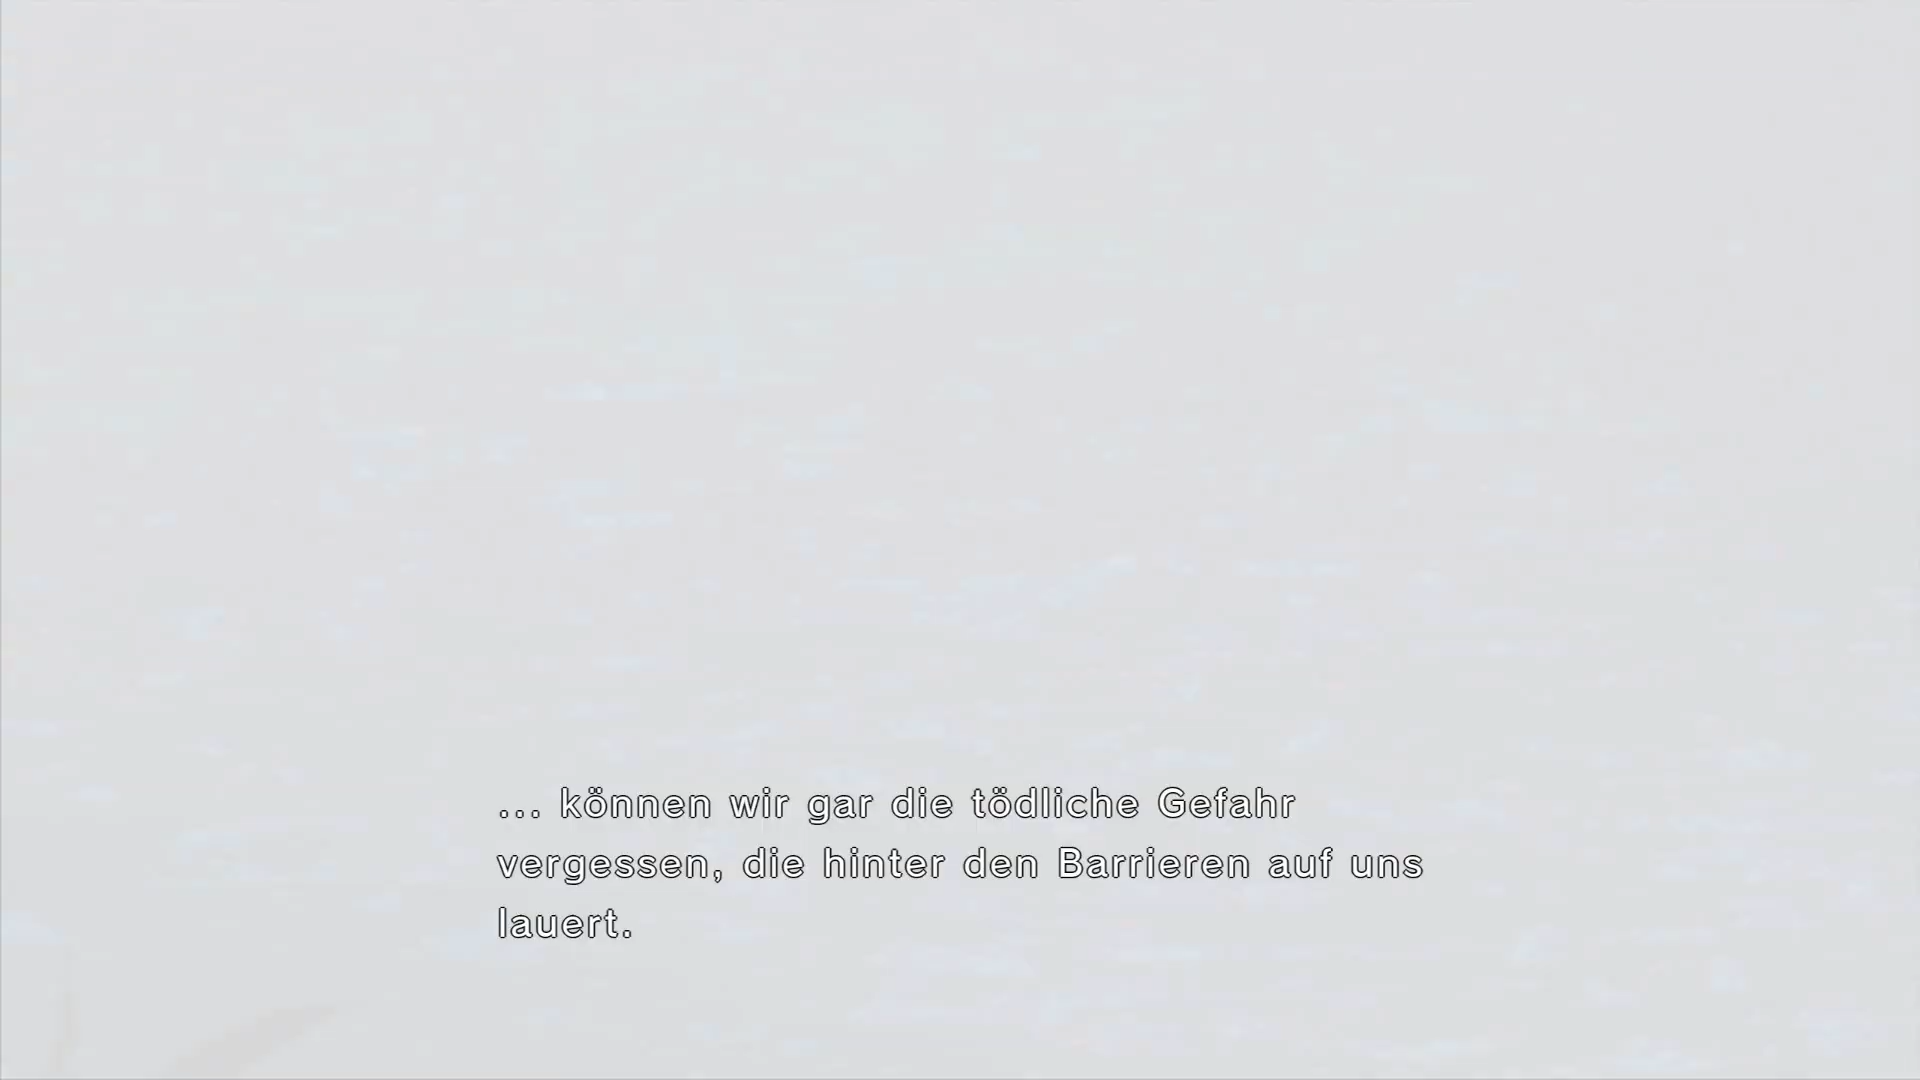 ... können wir gar die tödliche Gefahr
vergessen, die hinter den Barrieren auf uns
lauert.